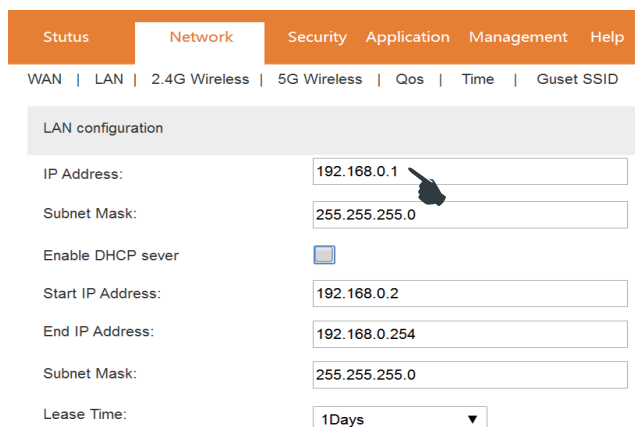 Stutus Network Security Application Management Help
WAN | LAN | 2.4G Wireless | 5G Wireless | Qos | Time | Guset SSID
LAN configuration
IP Address: 192.168.0.1
Subnet Mask: 255.255.255.0
Enable DHCP sever
Start IP Address: 192.168.0.2
End IP Address: 192.168.0.254
Subnet Mask: 255.255.255.0
Lease Time: 1Days